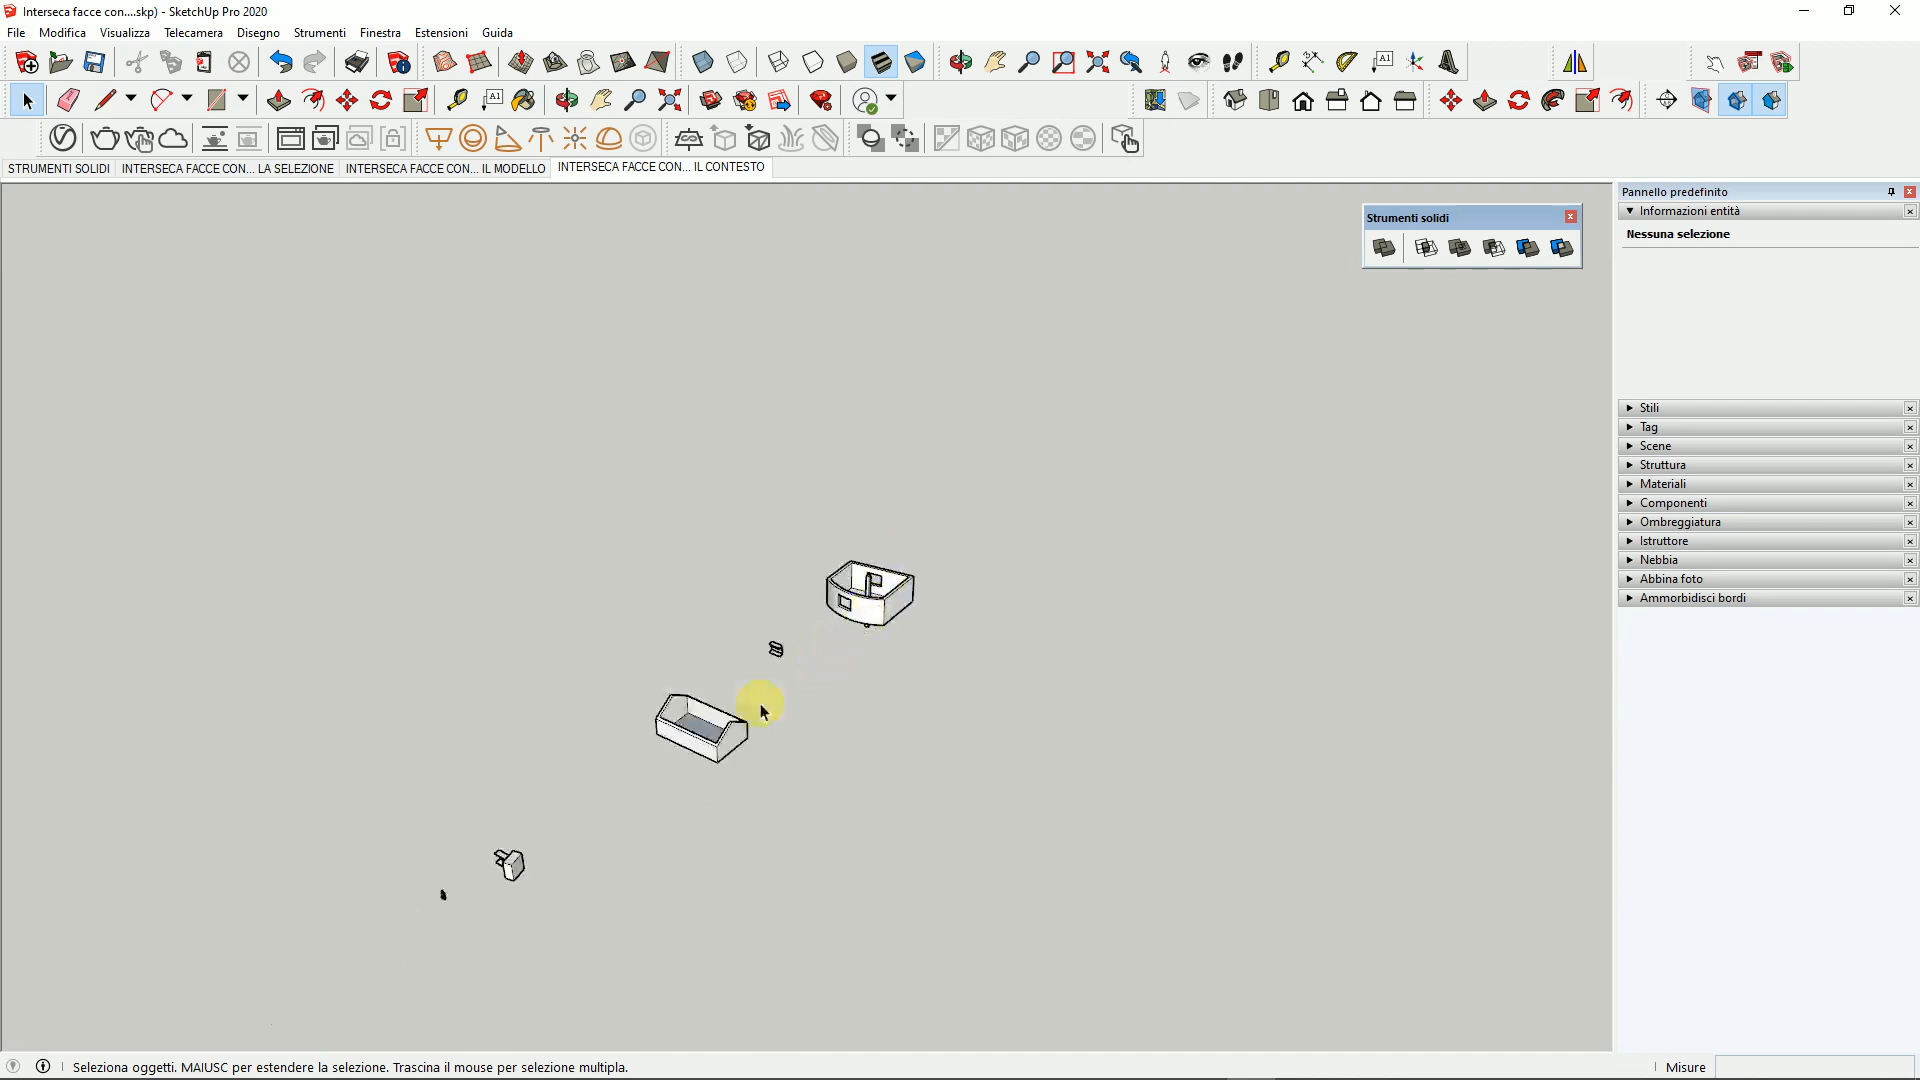 Interseca facce con....skp) - SketchUp Pro 2020
File Modifica Visualizza Telecamera Disegno Strumenti Finestra Estensioni Guida
A1
A1
STRUMENTI SOLIDI INTERSECA FACCE CON... LA SELEZIONE INTERSECA FACCE CON... IL MODELLO INTERSECA FACCE CON... IL CONTESTO
Strumenti solidi
Pannello predefinito
Informazioni entità
Nessuna selezione
Stili
Tag
Scene
Struttura
Materiali
Componenti
Ombreggiatura
Istruttore
Nebbia
Abbina foto
Ammorbidisci bordi
Seleziona oggetti. MAIUSC per estendere la selezione. Trascina il mouse per selezione multipla.
Misure